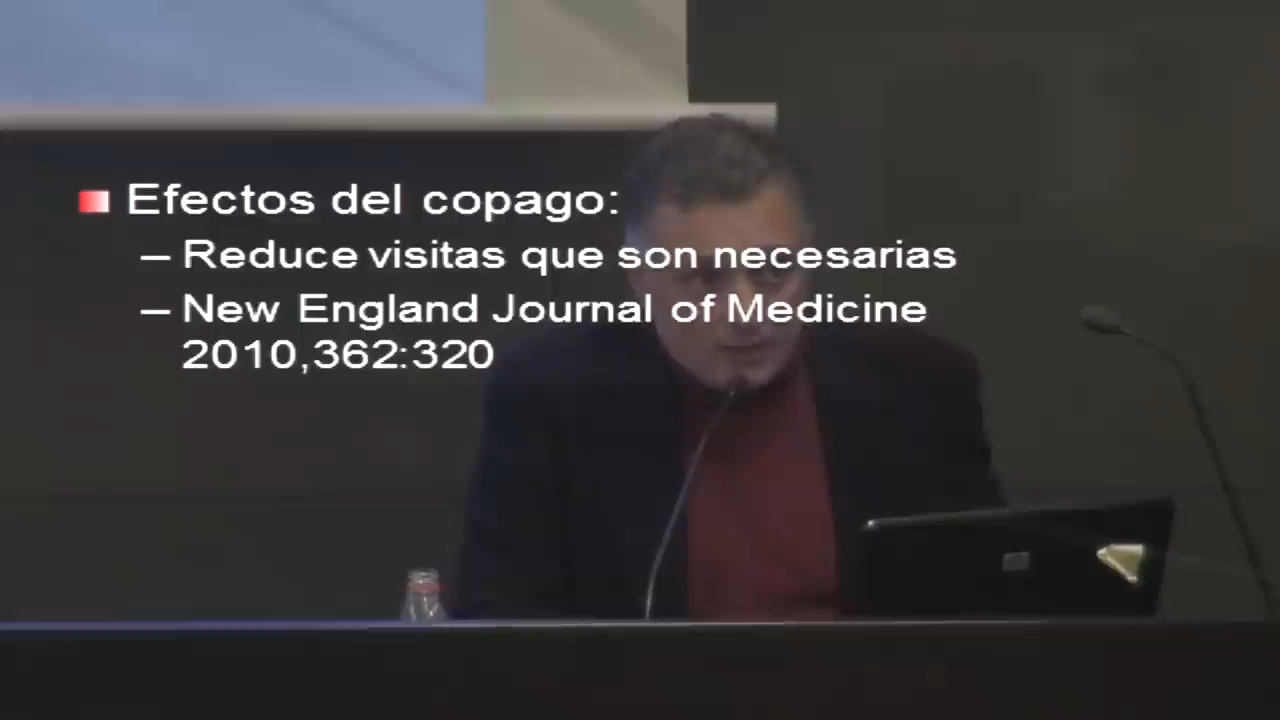 Efectos del copago:
– Reduce visitas que son necesarias
– New England Journal of Medicine
2010,362:320